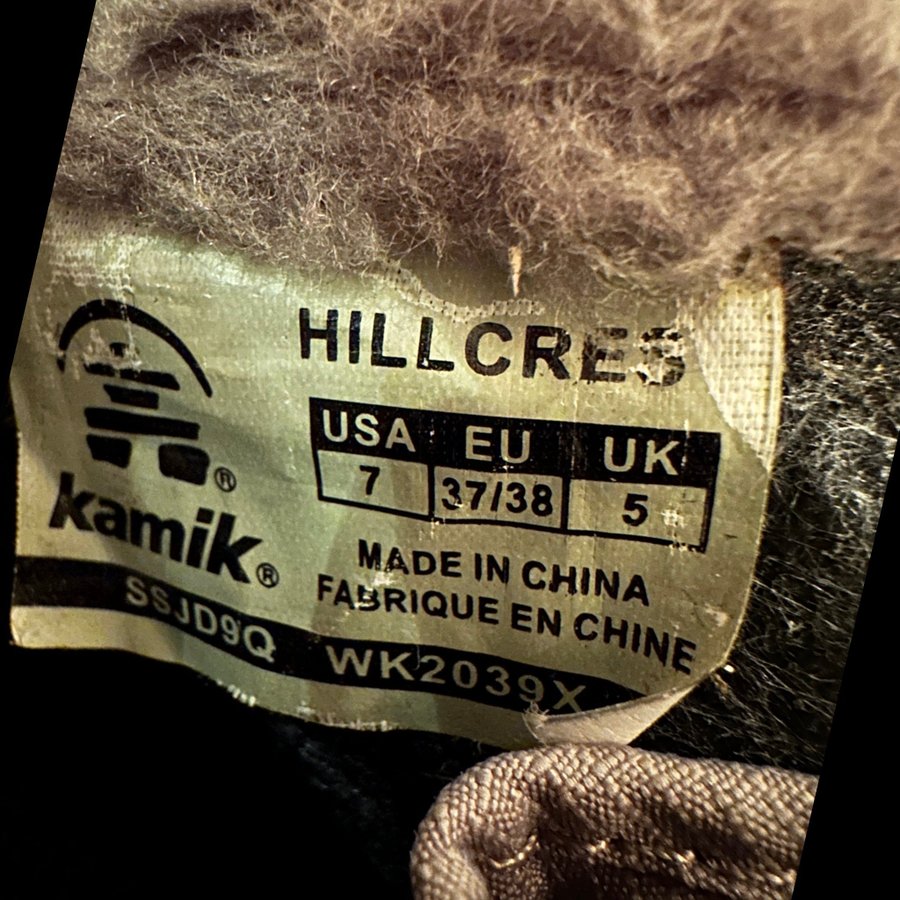 HILLCRES
USA EU UK
7 37/38 5
kamik®
MADE IN CHINA
FABRIQUE EN CHINE
SSJD9Q WK2039X